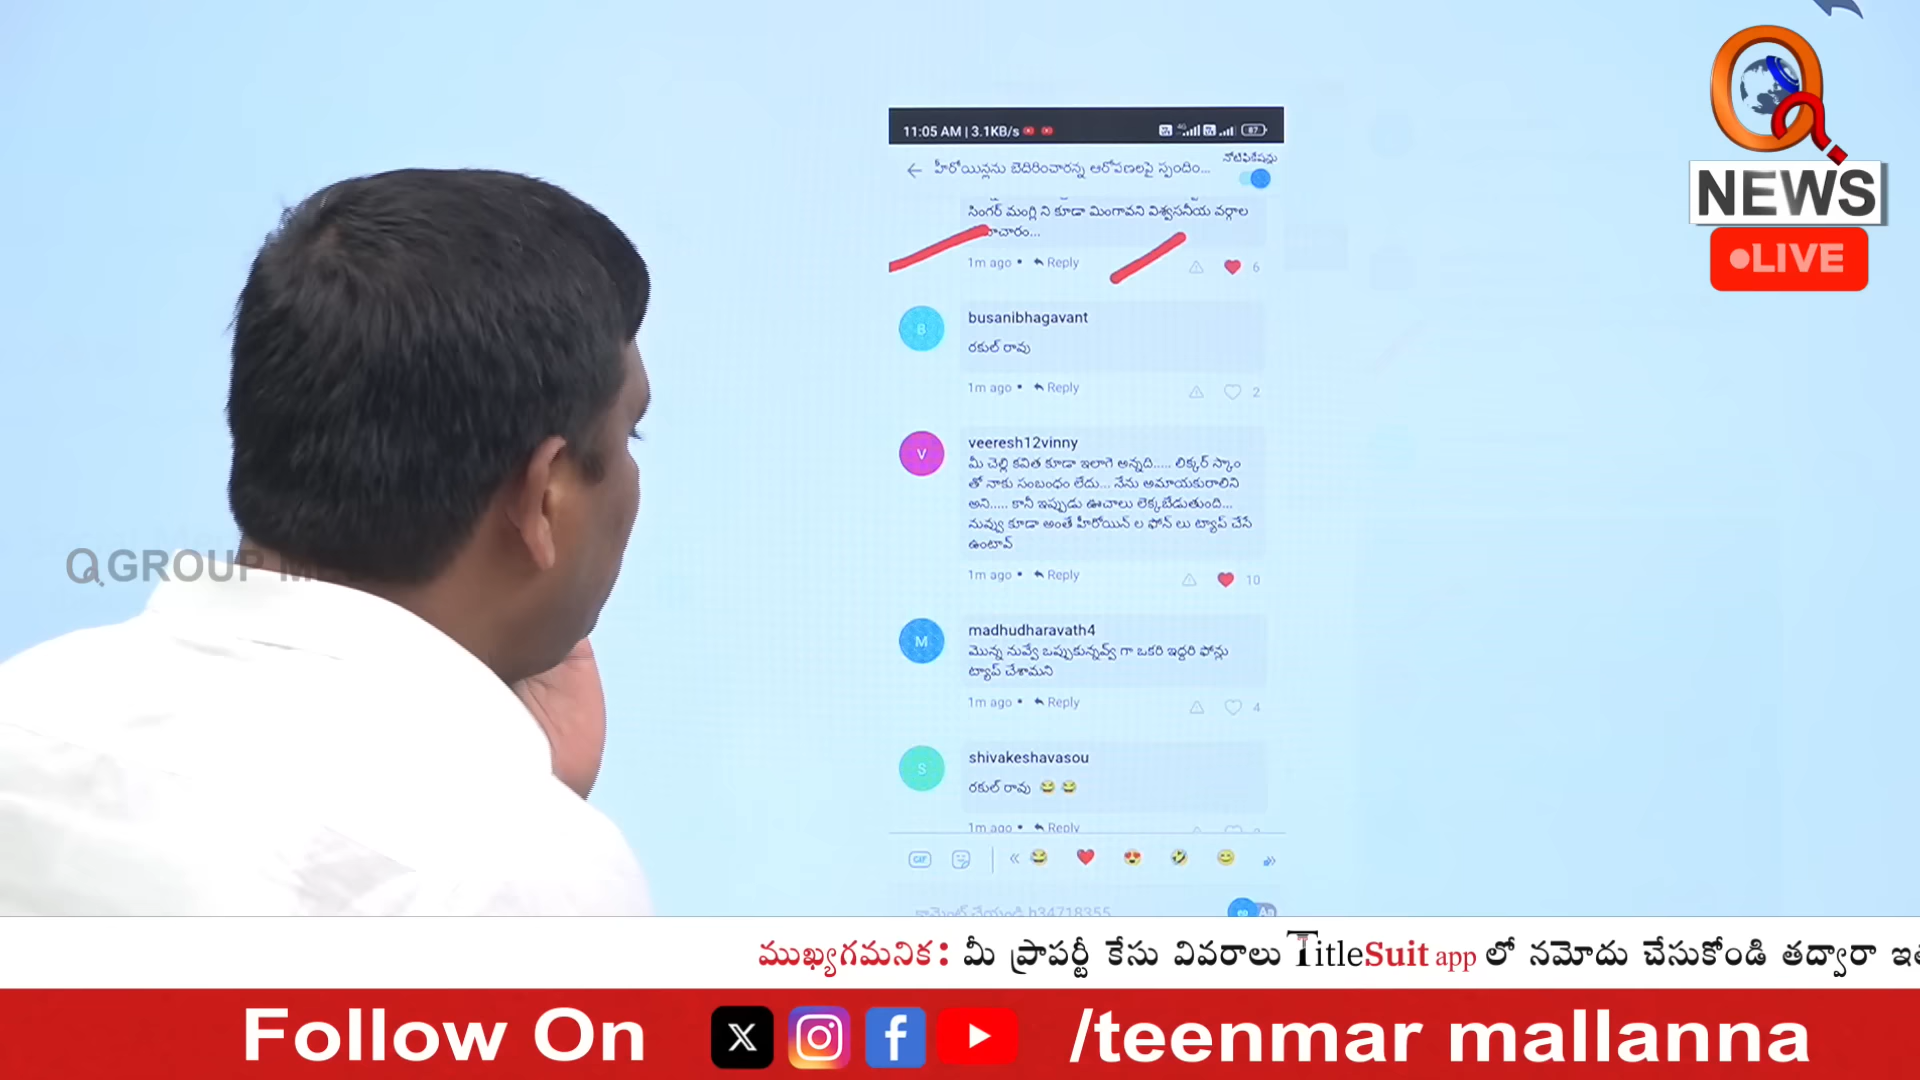 NEWS
LIVE
11:05 AM | 3.1KB/s
87
నోటిఫికేషన్లు
హీరోయిన్లను బెదిరించారన్న ఆరోపణలపై స్పందిం...
సింగర్ మంగ్లి ని కూడా మింగావని విశ్వసనీయ వర్గాల
1m ago • Reply
6
B
busanibhagavant
రకుల్ రావు
1m ago • Reply
2
V
veeresh12vinny
మీ చెల్లి కవిత కూడా ఇలాగె అన్నది..... లిక్కర్ స్కాం
తో నాకు సంబంధం లేదు... నేను అమాయకురాలిని
అని..... కానీ ఇప్పుడు ఊచాలు లెక్కబేడుతుంది...
నువ్వు కూడా అంతే హీరోయిన్ ల ఫోన్ లు ట్యాప్ చేసే
ఉంటావ్
1m ago • Reply
10
M
madhudharavath4
మొన్న నువ్వే ఒప్పుకున్నవ్వ్ గా ఒకరి ఇద్దరి ఫోన్లు
ట్యాప్ చేశామని
1m ago • Reply
4
S
shivakeshavasou
రకుల్ రావు 😂 😂
1m ago • Reply
GIF
GROUP
ముఖ్యగమనిక: మీ ప్రాపర్టీ కేసు వివరాలు TitleSuit app లో నమోదు చేసుకోండి తద్వారా
Follow On /teenmar mallanna